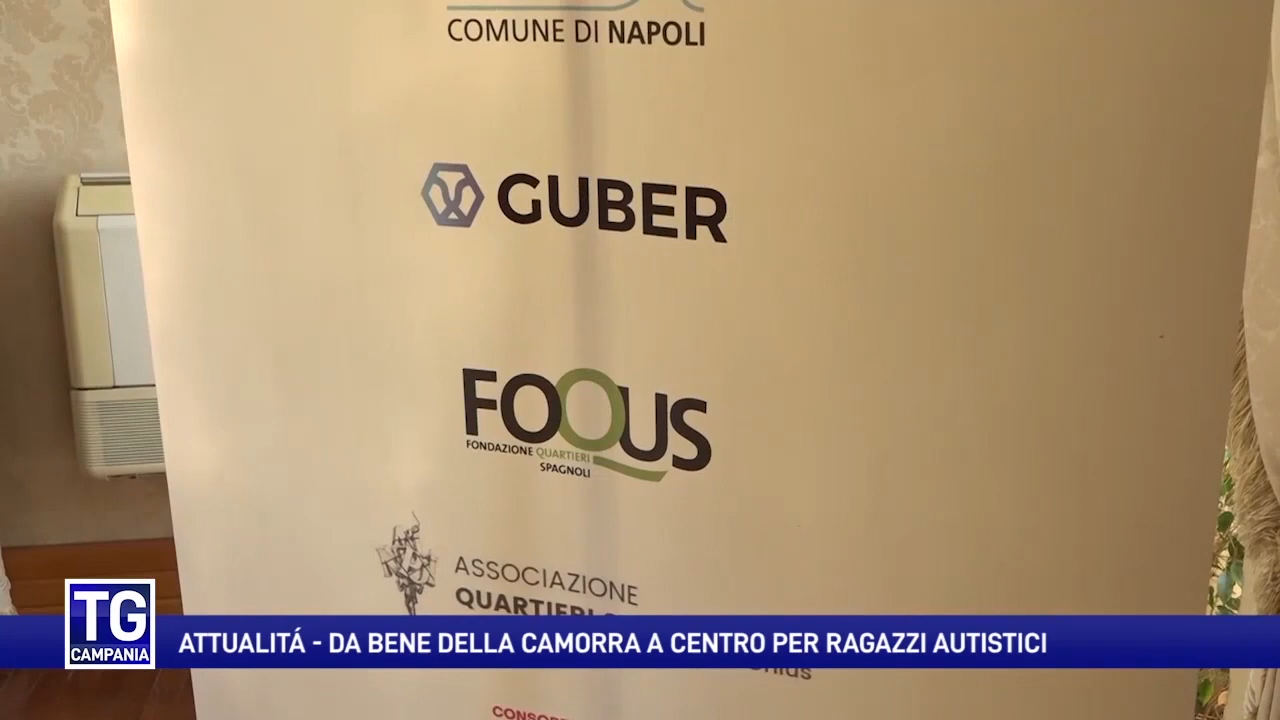 COMUNE DI NAPOLI
GUBER
FOQUS
FONDAZIONE QUARTIERI
SPAGNOLI
ASSOCIAZIONE
QUARTIERI
TG
CAMPANIA
ATTUALITÁ - DA BENE DELLA CAMORRA A CENTRO PER RAGAZZI AUTISTICI